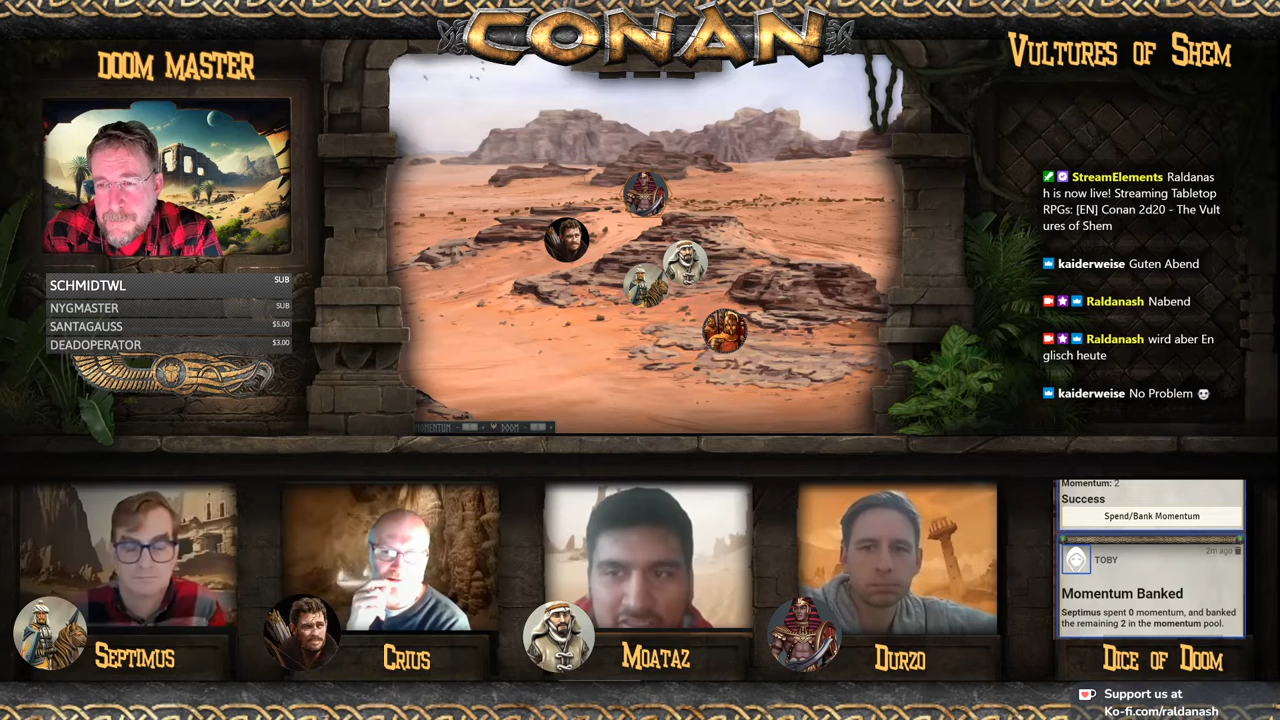 CONAN
DOOM MASTER
VULTURES OF SHEM
SCHMIDTWL SUB
NYGMASTER SUB
SANTAGAUSS $5.00
DEADOPERATOR $3.00
MOMENTUM
DOOM
StreamElements Raldanas
h is now live! Streaming Tabletop
RPGs: [EN] Conan 2d20 - The Vult
ures of Shem
kaiderweise Guten Abend
Raldanash Nabend
Raldanash wird aber En
glisch heute
kaiderweise No Problem
SEPTIMUS
CRIUS
MOATAZ
DURZO
Momentum: 2
Success
Spend/Bank Momentum
TOBY 2m ago
Momentum Banked
Septimus spent 0 momentum, and banked
the remaining 2 in the momentum pool.
DICE OF DOOM
Support us at
Ko-fi.com/raldanash